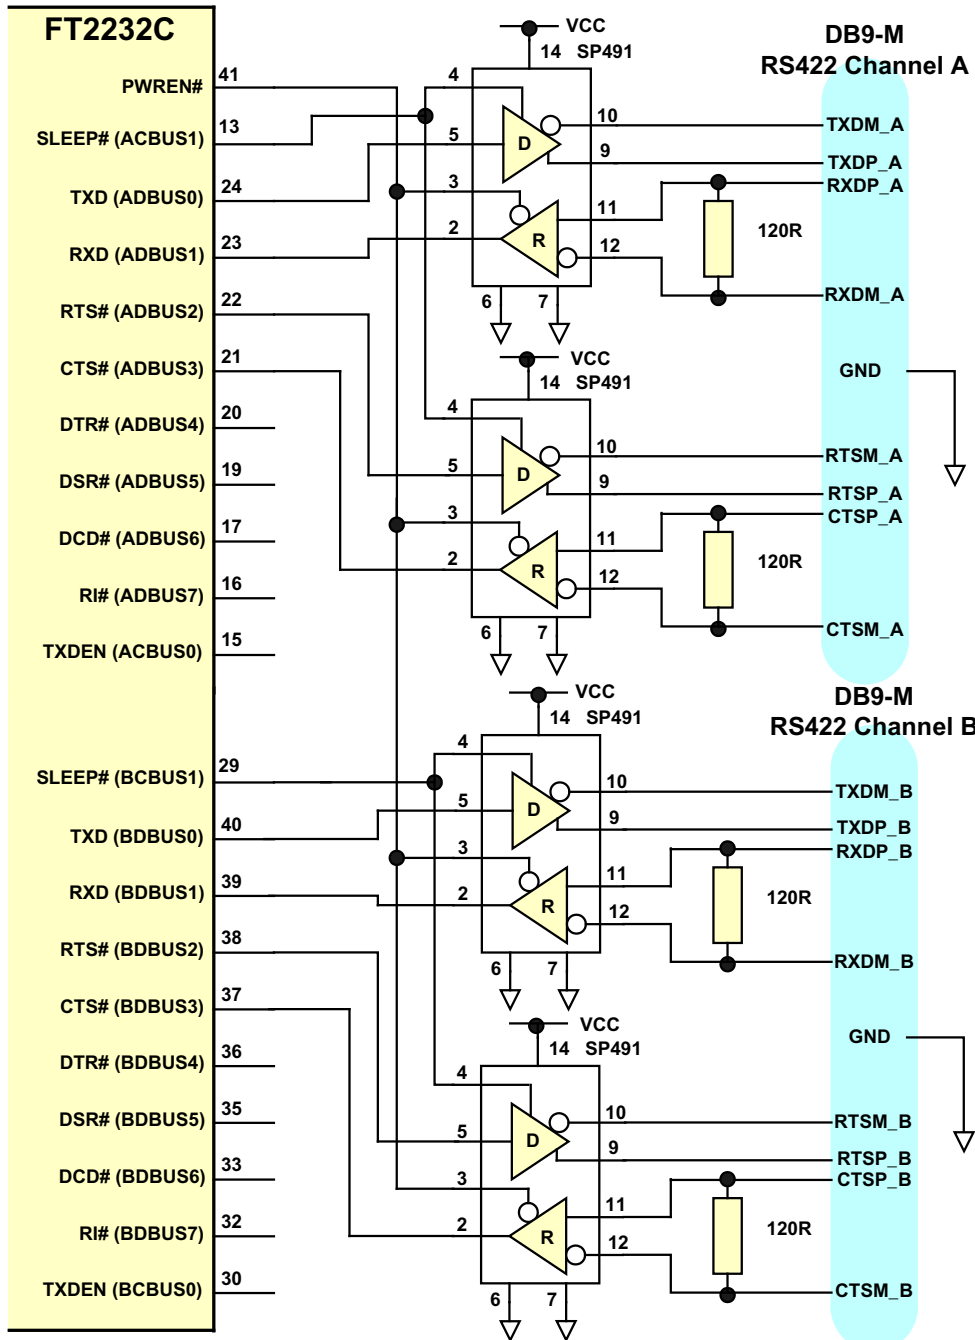 FT2232C
PWREN# 41
SLEEP# (ACBUS1) 13
TXD (ADBUS0) 24
RXD (ADBUS1) 23
RTS# (ADBUS2) 22
CTS# (ADBUS3) 21
DTR# (ADBUS4) 20
DSR# (ADBUS5) 19
DCD# (ADBUS6) 17
RI# (ADBUS7) 16
TXDEN (ACBUS0) 15
SLEEP# (BCBUS1) 29
TXD (BDBUS0) 40
RXD (BDBUS1) 39
RTS# (BDBUS2) 38
CTS# (BDBUS3) 37
DTR# (BDBUS4) 36
DSR# (BDBUS5) 35
DCD# (BDBUS6) 33
RI# (BDBUS7) 32
TXDEN (BCBUS0) 30
VCC
14 SP491
4
5 D 10
9
3 11
2 R 12
6 7
VCC
14 SP491
4
5 D 10
9
3 11
2 R 12
6 7
VCC
14 SP491
4
5 D 10
9
3 11
2 R 12
6 7
VCC
14 SP491
4
5 D 10
9
3 11
2 R 12
6 7
DB9-M
RS422 Channel A
TXDM_A
TXDP_A
RXDP_A
120R
RXDM_A
GND
RTSM_A
RTSP_A
CTSP_A
120R
CTSM_A
DB9-M
RS422 Channel B
TXDM_B
TXDP_B
RXDP_B
120R
RXDM_B
GND
RTSM_B
RTSP_B
CTSP_B
120R
CTSM_B